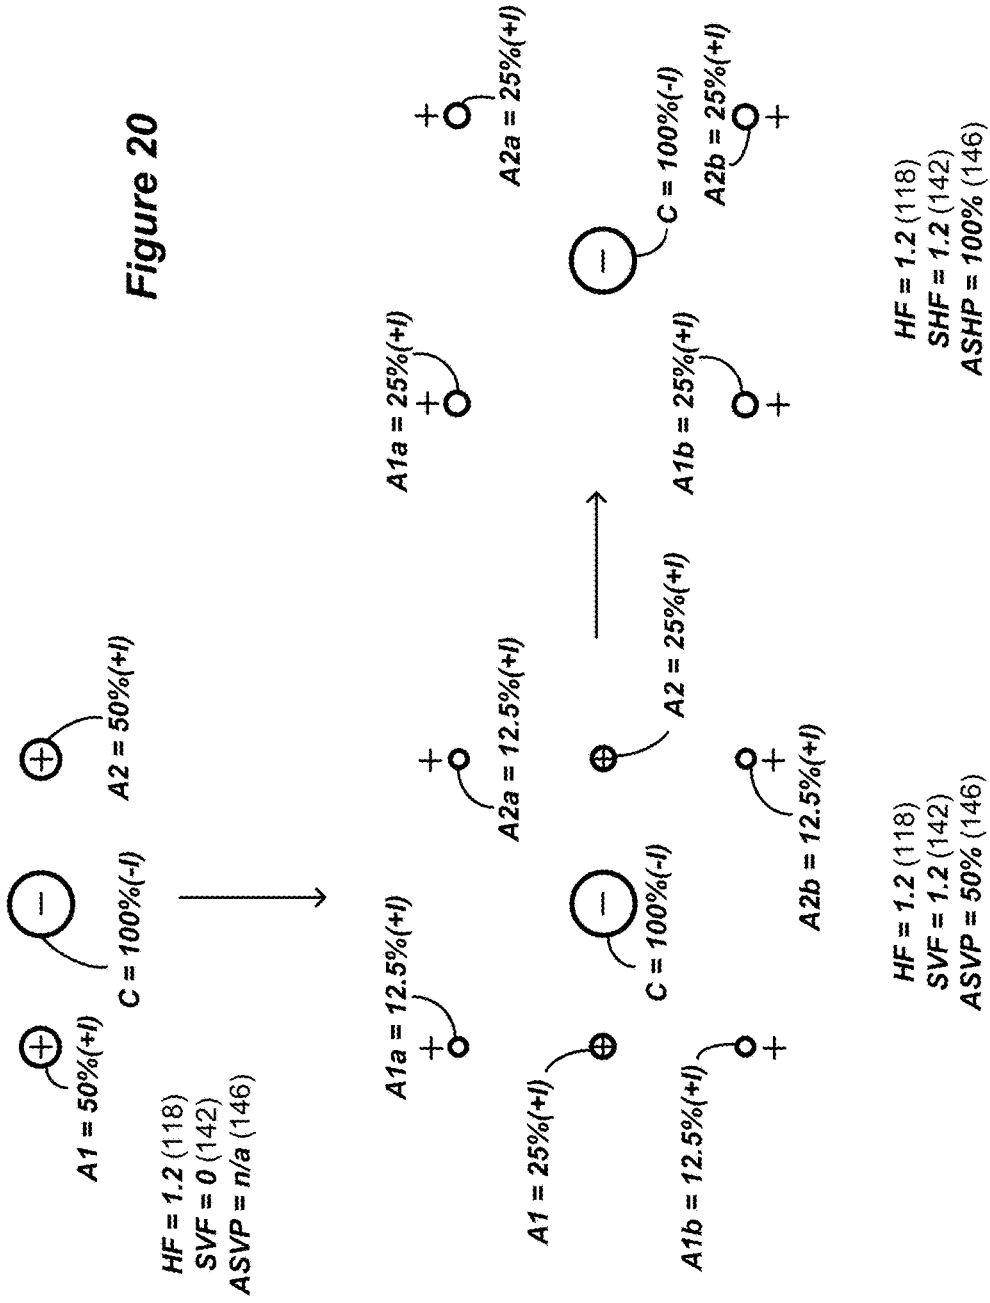 Figure 20
A1 = 50%(+I)
C = 100%(-I)
A2 = 50%(+I)
HF = 1.2 (118)
SVF = 0 (142)
ASVP = n/a (146)
A1a = 12.5%(+I)
A2a = 12.5%(+I)
A1 = 25%(+I)
C = 100%(-I)
A2 = 25%(+I)
A1b = 12.5%(+I)
A2b = 12.5%(+I)
HF = 1.2 (118)
SVF = 1.2 (142)
ASVP = 50% (146)
A1a = 25%(+I)
A2a = 25%(+I)
C = 100%(-I)
A1b = 25%(+I)
A2b = 25%(+I)
HF = 1.2 (118)
SHF = 1.2 (142)
ASHP = 100% (146)